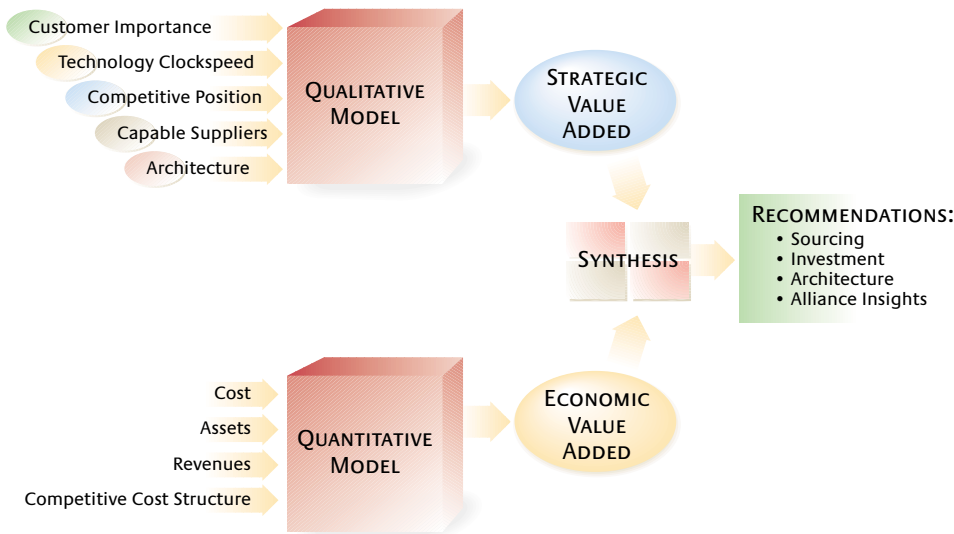 Customer Importance
Technology Clockspeed
Competitive Position
Capable Suppliers
Architecture
QUALITATIVE
MODEL
STRATEGIC
VALUE
ADDED
SYNTHESIS
RECOMMENDATIONS:
• Sourcing
• Investment
• Architecture
• Alliance Insights
Cost
Assets
Revenues
Competitive Cost Structure
QUANTITATIVE
MODEL
ECONOMIC
VALUE
ADDED